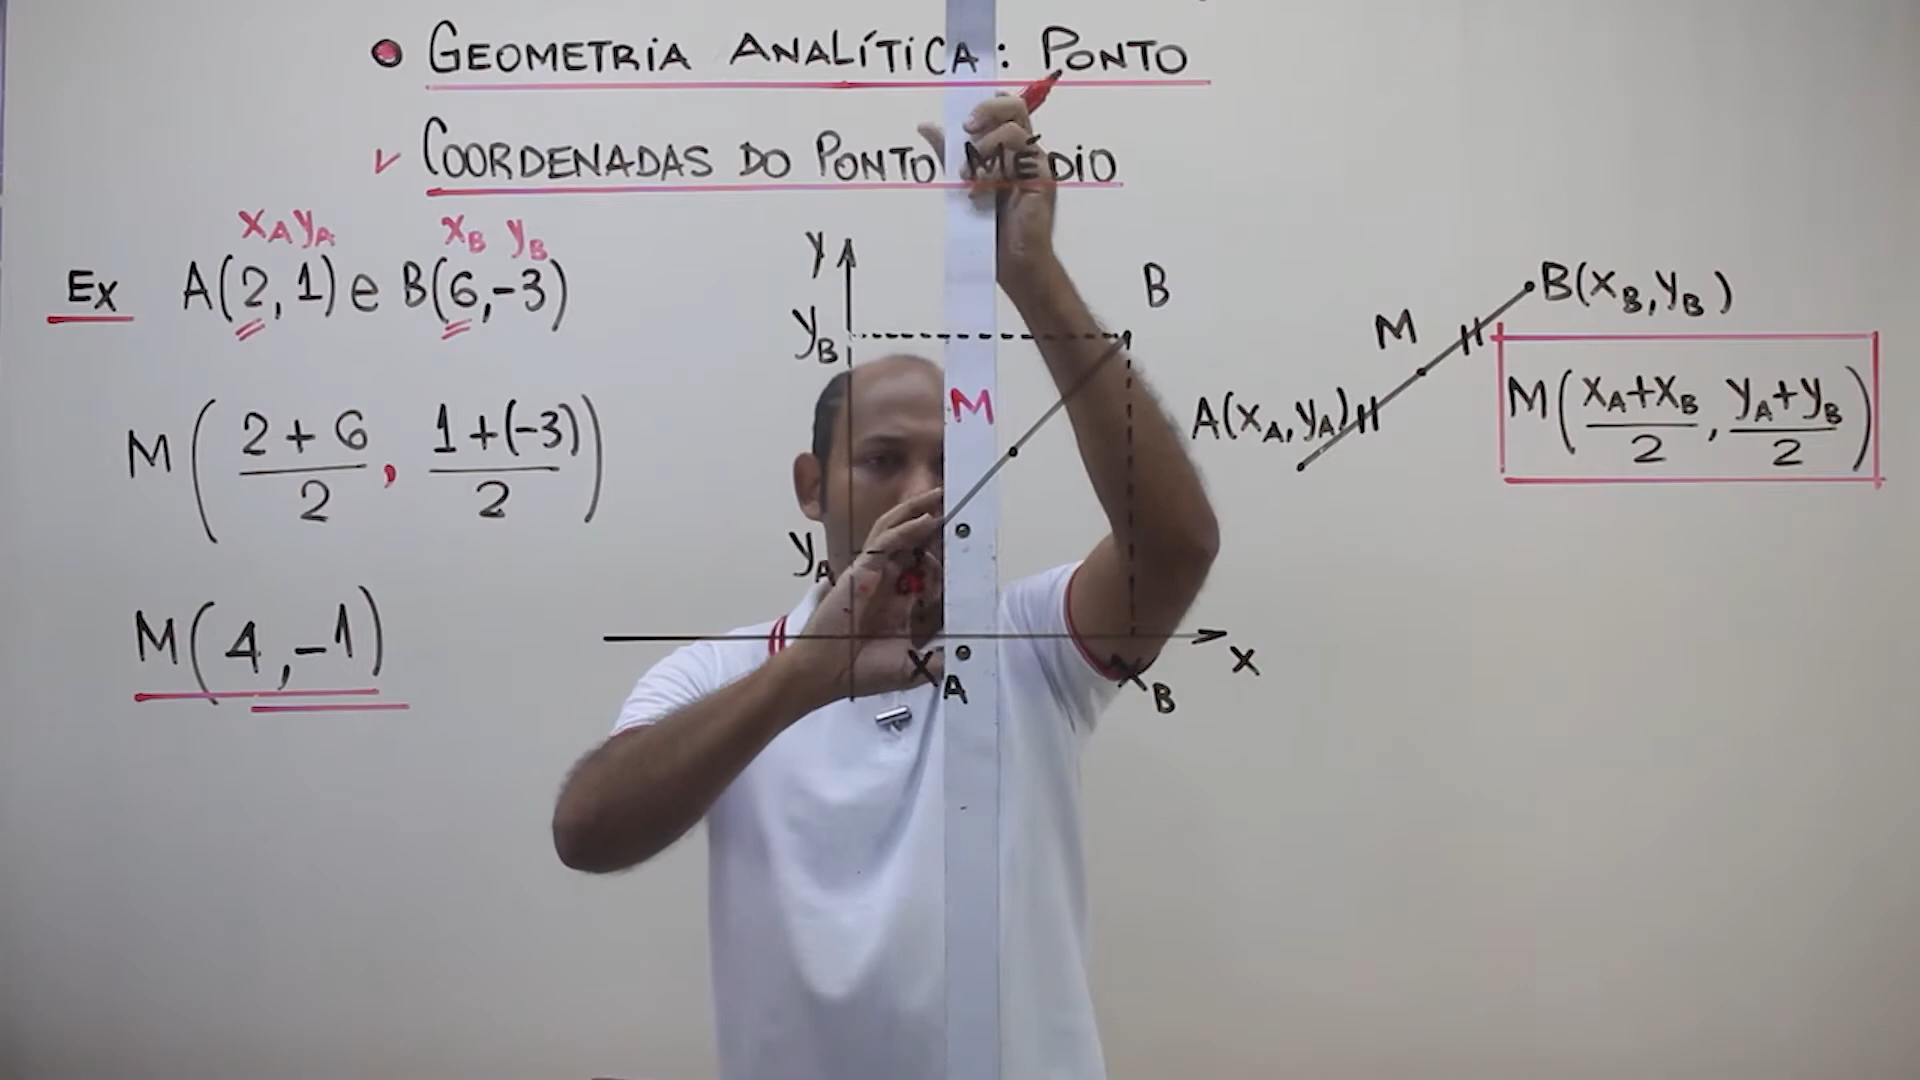 GEOMETRIA ANALÍTICA: PONTO
✓ COORDENADAS DO PONTO MÉDIO
xA yA xB yB
Ex A(2, 1) e B(6, -3)
M( (2 + 6)/2 , (1 + (-3))/2 )
M(4, -1)
y
yB
B
M
yA
xA
xB
x
B(xB, yB)
M
A(xA, yA)
M( (xA + xB)/2 , (yA + yB)/2 )